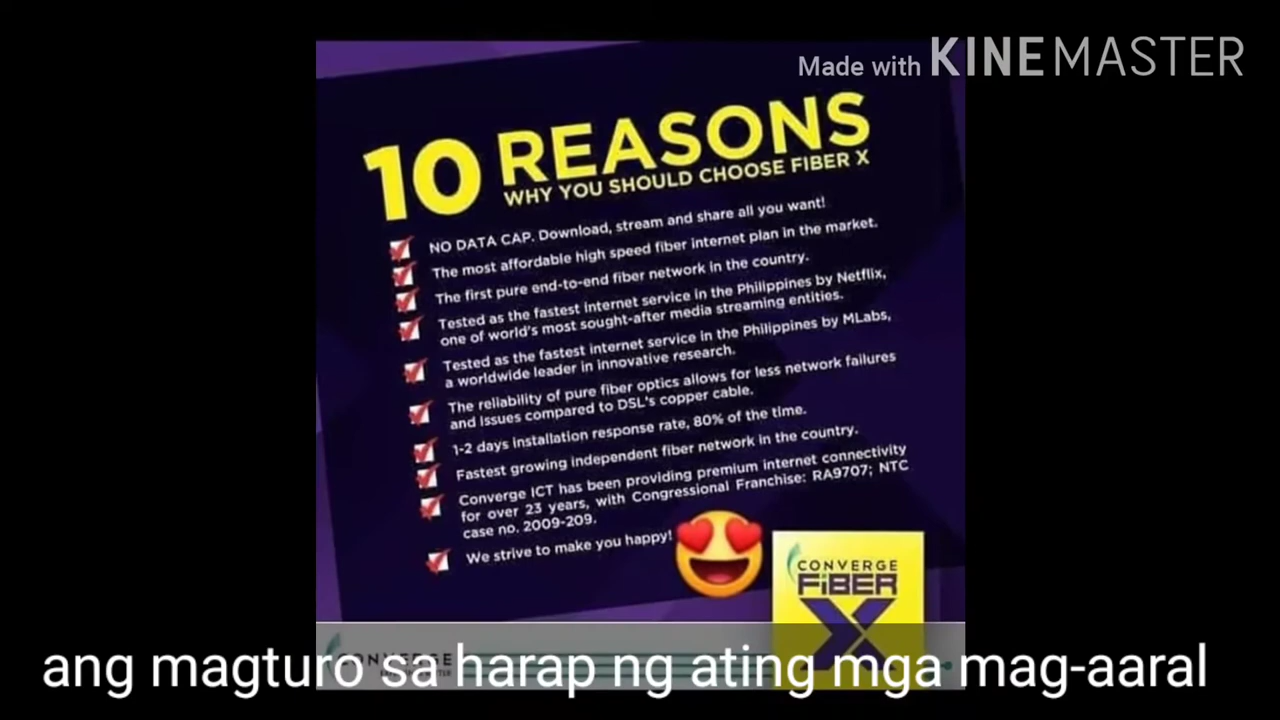 Made with KINEMASTER
10 REASONS
WHY YOU SHOULD CHOOSE FIBER X
NO DATA CAP. Download, stream and share all you want!
The most affordable high speed fiber internet plan in the market.
The first pure end-to-end fiber network in the country.
Tested as the fastest internet service in the Philippines by Netflix,
one of world's most sought-after media streaming entities.
Tested as the fastest internet service in the Philippines by MLabs,
a worldwide leader in innovative research.
The reliability of pure fiber optics allows for less network failures
and issues compared to DSL's copper cable.
1-2 days installation response rate, 80% of the time.
Fastest growing independent fiber network in the country.
Converge ICT has been providing premium internet connectivity
for over 23 years, with Congressional Franchise: RA9707; NTC
case no. 2009-209.
We strive to make you happy!
CONVERGE
FiBER
X
CONVERGE
ang magturo sa harap ng ating mga mag-aaral